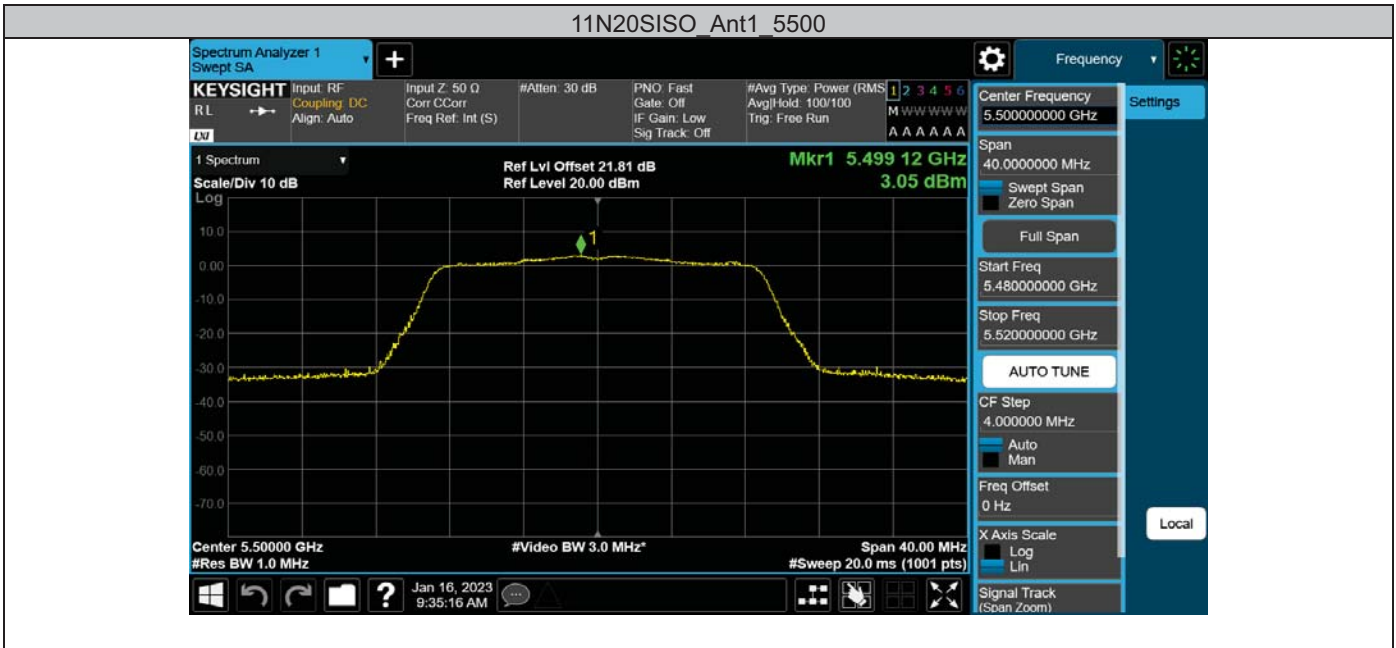 11N20SISO_Ant1_5500
Spectrum Analyzer 1
Swept SA
Frequency
KEYSIGHT
RL
LXI
Input: RF
Coupling: DC
Align: Auto
Input Z: 50 Ω
Corr CCorr
Freq Ref: Int (S)
#Atten: 30 dB
PNO: Fast
Gate: Off
IF Gain: Low
Sig Track: Off
#Avg Type: Power (RMS
Avg|Hold: 100/100
Trig: Free Run
1 2 3 4 5 6
M W W W W W
A A A A A A
1 Spectrum
Scale/Div 10 dB
Ref Lvl Offset 21.81 dB
Ref Level 20.00 dBm
Mkr1 5.499 12 GHz
3.05 dBm
Log
10.0
0.00
-10.0
-20.0
-30.0
-40.0
-50.0
-60.0
-70.0
1
Center 5.50000 GHz
#Res BW 1.0 MHz
#Video BW 3.0 MHz*
Span 40.00 MHz
#Sweep 20.0 ms (1001 pts)
Jan 16, 2023
9:35:16 AM
?
Center Frequency
5.500000000 GHz
Span
40.0000000 MHz
Swept Span
Zero Span
Full Span
Start Freq
5.480000000 GHz
Stop Freq
5.520000000 GHz
AUTO TUNE
CF Step
4.000000 MHz
Auto
Man
Freq Offset
0 Hz
X Axis Scale
Log
Lin
Signal Track
(Span Zoom)
Settings
Local